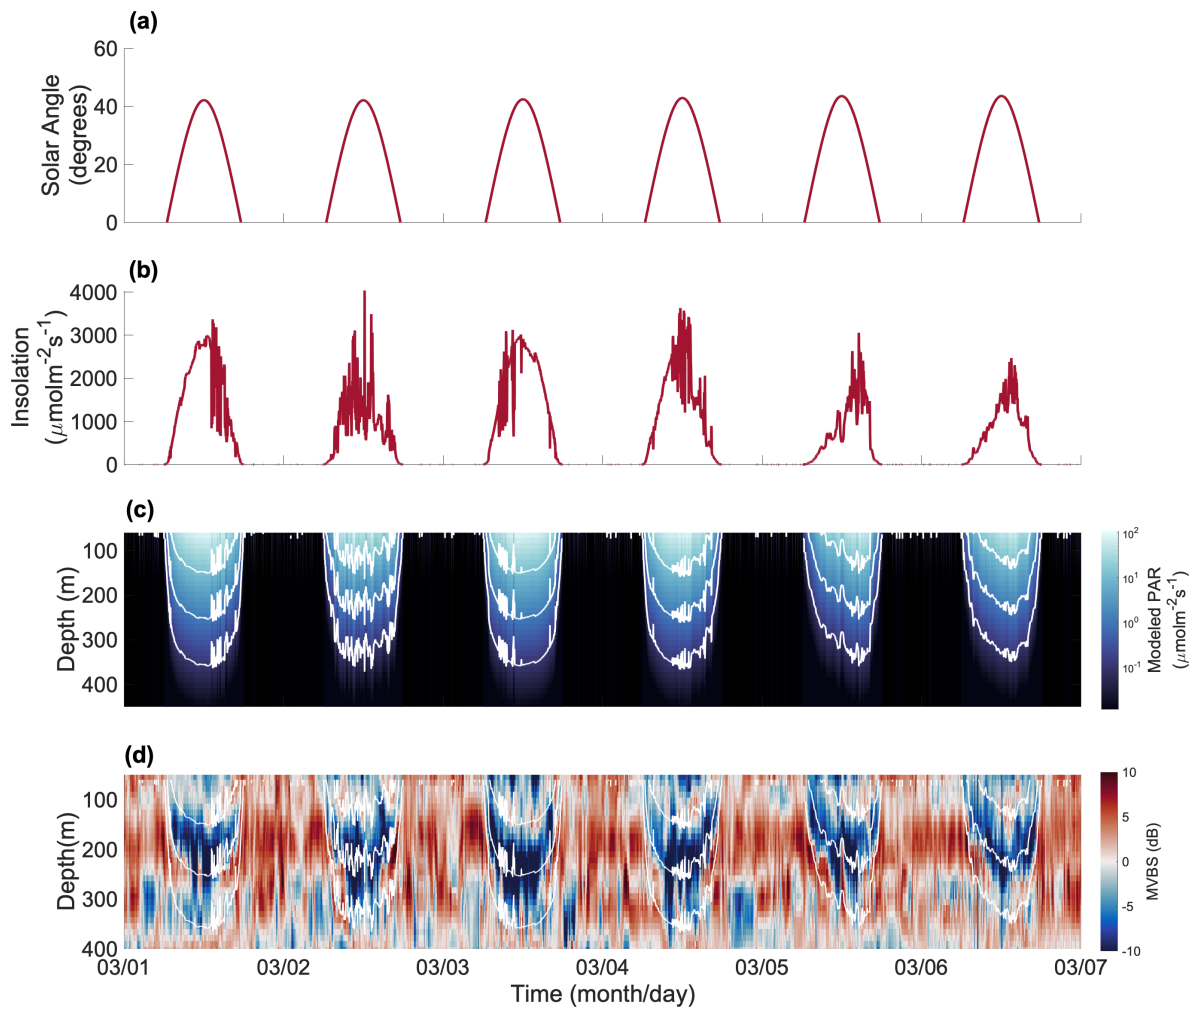 (a)
60
40
20
0
Solar Angle
(degrees)
(b)
4000
3000
2000
1000
0
Insolation
(μmolm-2s-1)
(c)
100
200
300
400
Depth (m)
10²
10¹
10⁰
10-1
Modeled PAR
(μmolm-2s-1)
(d)
100
200
300
400
Depth(m)
10
5
0
-5
-10
MVBS (dB)
03/01 03/02 03/03 03/04 03/05 03/06 03/07
Time (month/day)